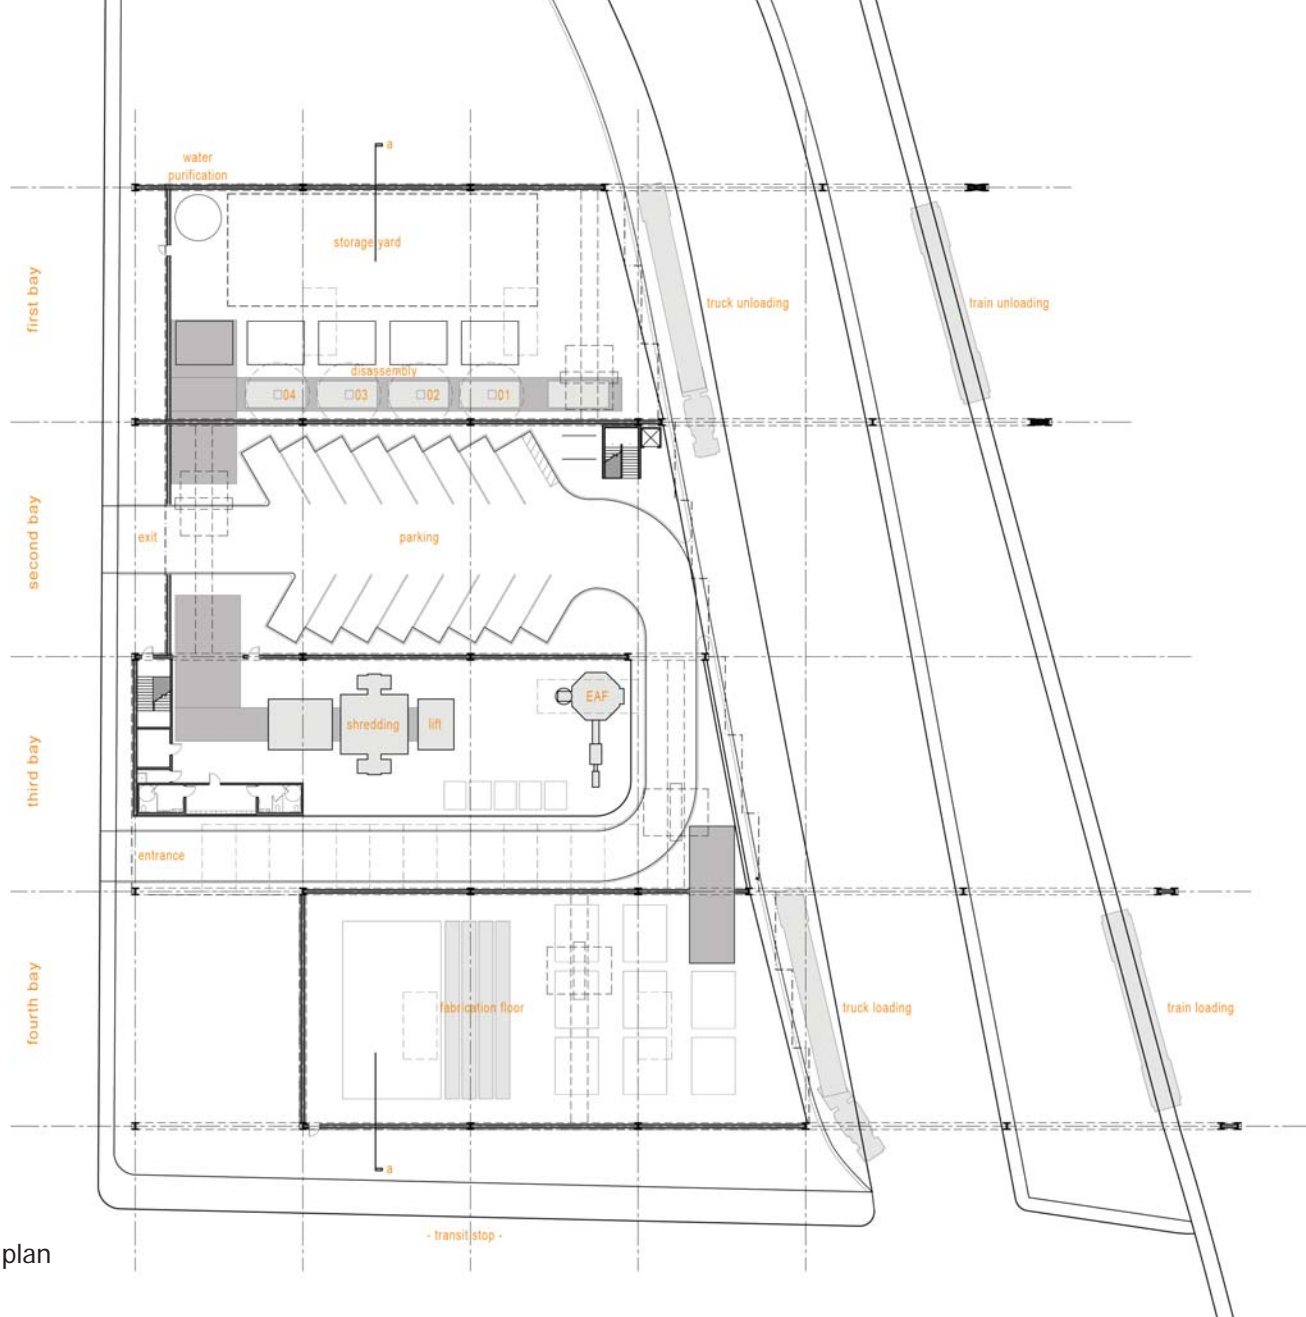 a
water
purification
storage yard
first bay
truck unloading
train unloading
disassembly
04
03
02
01
second bay
exit
parking
third bay
shredding
lift
EAF
entrance
fourth bay
fabrication floor
truck loading
train loading
a
- transit stop -
plan